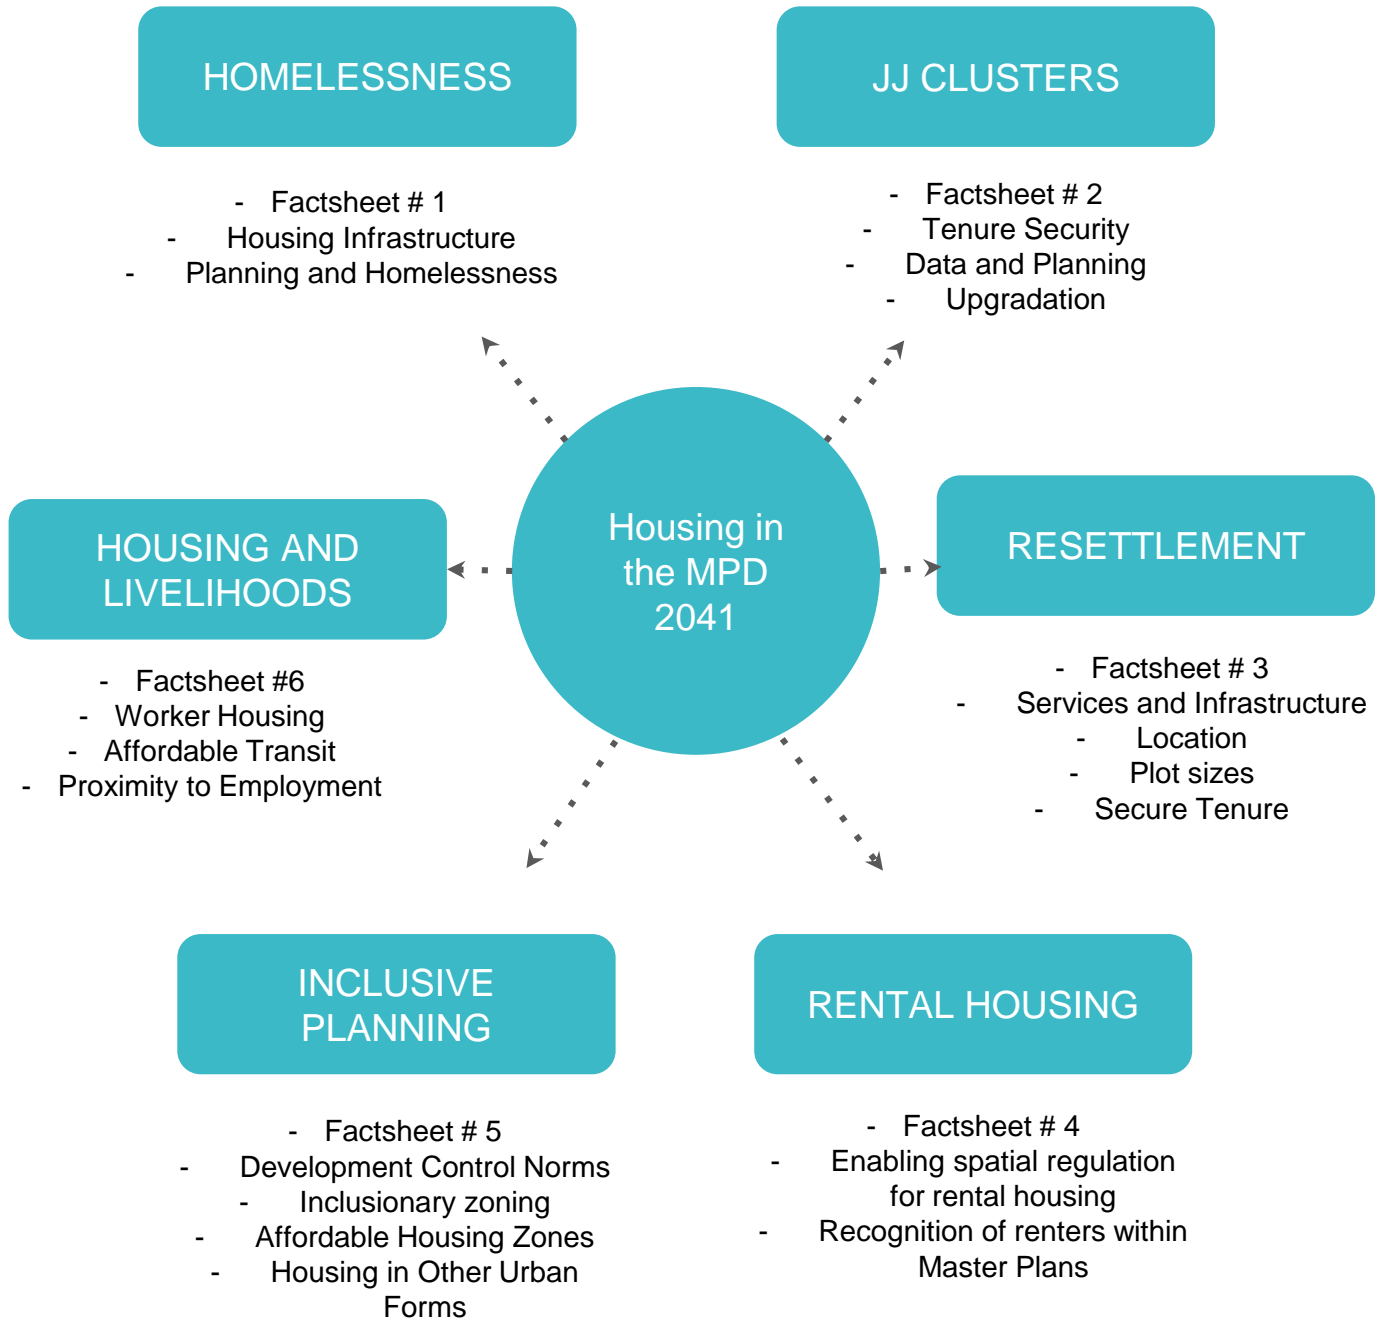 HOMELESSNESS
- Factsheet # 1
- Housing Infrastructure
- Planning and Homelessness
JJ CLUSTERS
- Factsheet # 2
- Tenure Security
- Data and Planning
- Upgradation
Housing in
the MPD
2041
HOUSING AND
LIVELIHOODS
- Factsheet #6
- Worker Housing
- Affordable Transit
- Proximity to Employment
RESETTLEMENT
- Factsheet # 3
- Services and Infrastructure
- Location
- Plot sizes
- Secure Tenure
INCLUSIVE
PLANNING
- Factsheet # 5
- Development Control Norms
- Inclusionary zoning
- Affordable Housing Zones
- Housing in Other Urban
Forms
RENTAL HOUSING
- Factsheet # 4
- Enabling spatial regulation
for rental housing
- Recognition of renters within
Master Plans